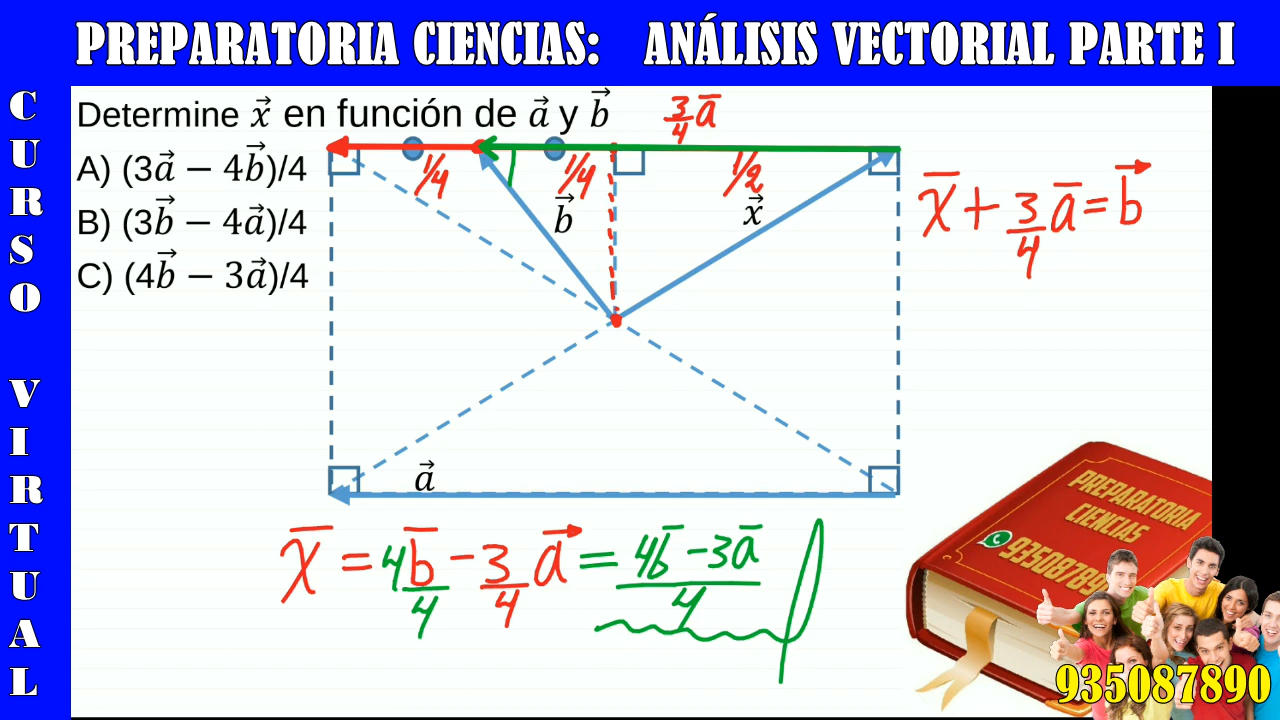 PREPARATORIA CIENCIAS: ANÁLISIS VECTORIAL PARTE I
CURSO VIRTUAL
Determine x⃗ en función de a⃗ y b⃗
A) (3a⃗ − 4b⃗)/4
B) (3b⃗ − 4a⃗)/4
C) (4b⃗ − 3a⃗)/4
3/4 a̅
1/4
1/4
1/2
b⃗
x⃗
a⃗
x̅ + 3/4 a̅ = b⃗
x̅ = 4b̅/4 − 3/4 a⃗ = (4b̅ − 3a̅)/4
PREPARATORIA
CIENCIAS
93508789
935087890